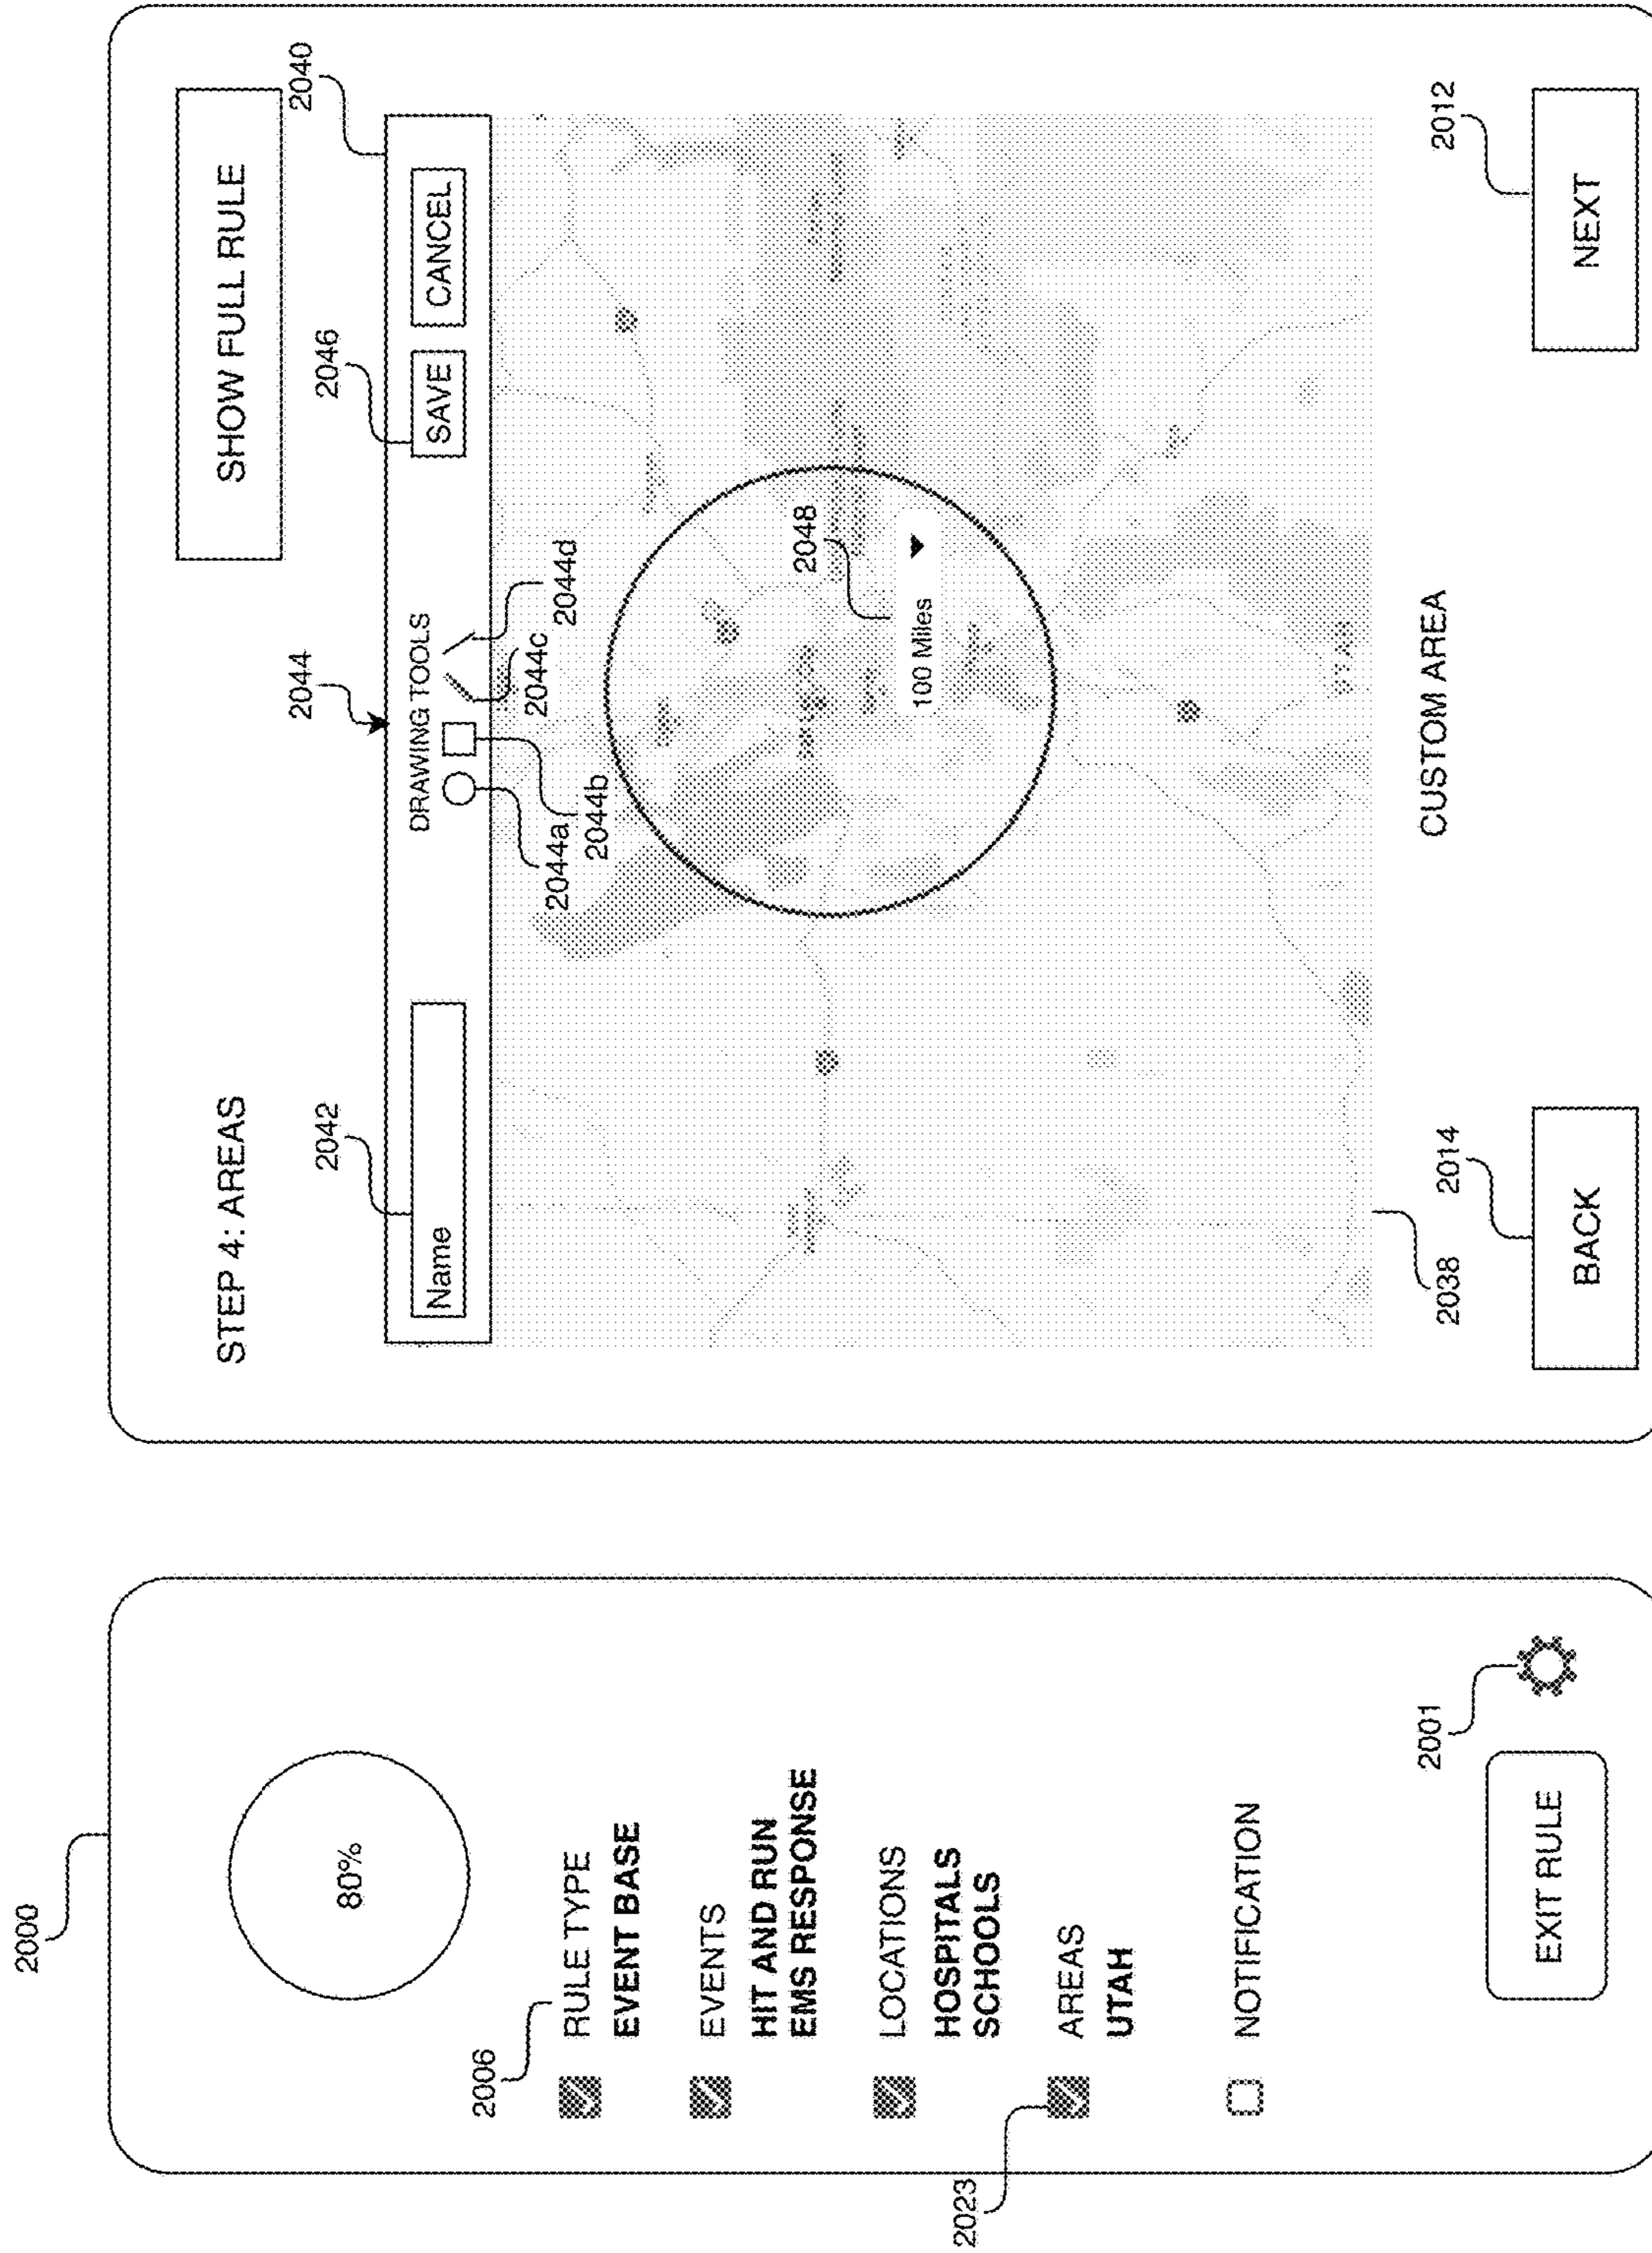 2000
80%
2006
RULE TYPE
EVENT BASE
EVENTS
HIT AND RUN
EMS RESPONSE
LOCATIONS
HOSPITALS
SCHOOLS
2023
AREAS
UTAH
NOTIFICATION
2001
EXIT RULE
STEP 4: AREAS
SHOW FULL RULE
2042
2044
2046
2040
Name
DRAWING TOOLS
SAVE
CANCEL
2044a
2044b
2044c
2044d
2048
100 Miles
2038
CUSTOM AREA
2014
2012
BACK
NEXT